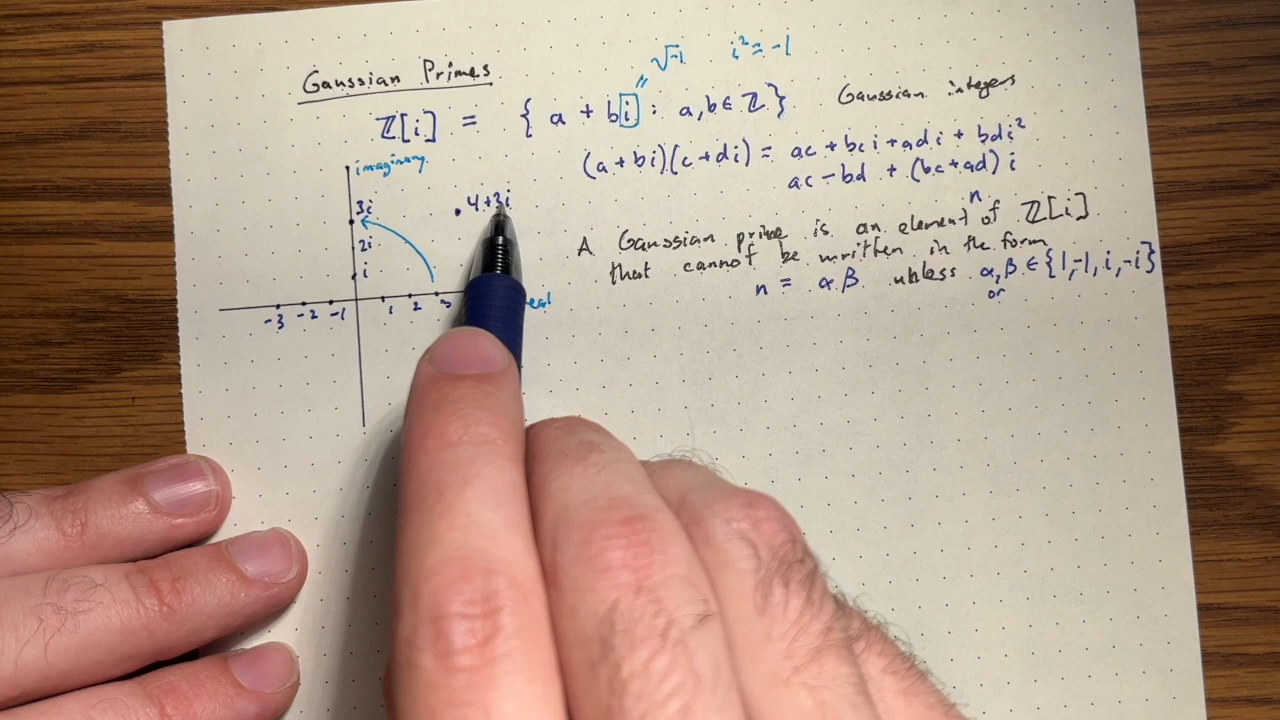 Gaussian Primes
√-1 i² = -1
ℤ[i] = { a + bi : a, b ∈ ℤ } Gaussian integers
(a + bi)(c + di) = ac + bci + adi + bdi²
ac - bd + (bc + ad) i
imaginary
3i
2i
i
-3 -2 -1 1 2 3
4+3i
A Gaussian prime is an element n of ℤ[i]
that cannot be written in the form
n = αβ unless α, β ∈ {1, -1, i, -i}
or